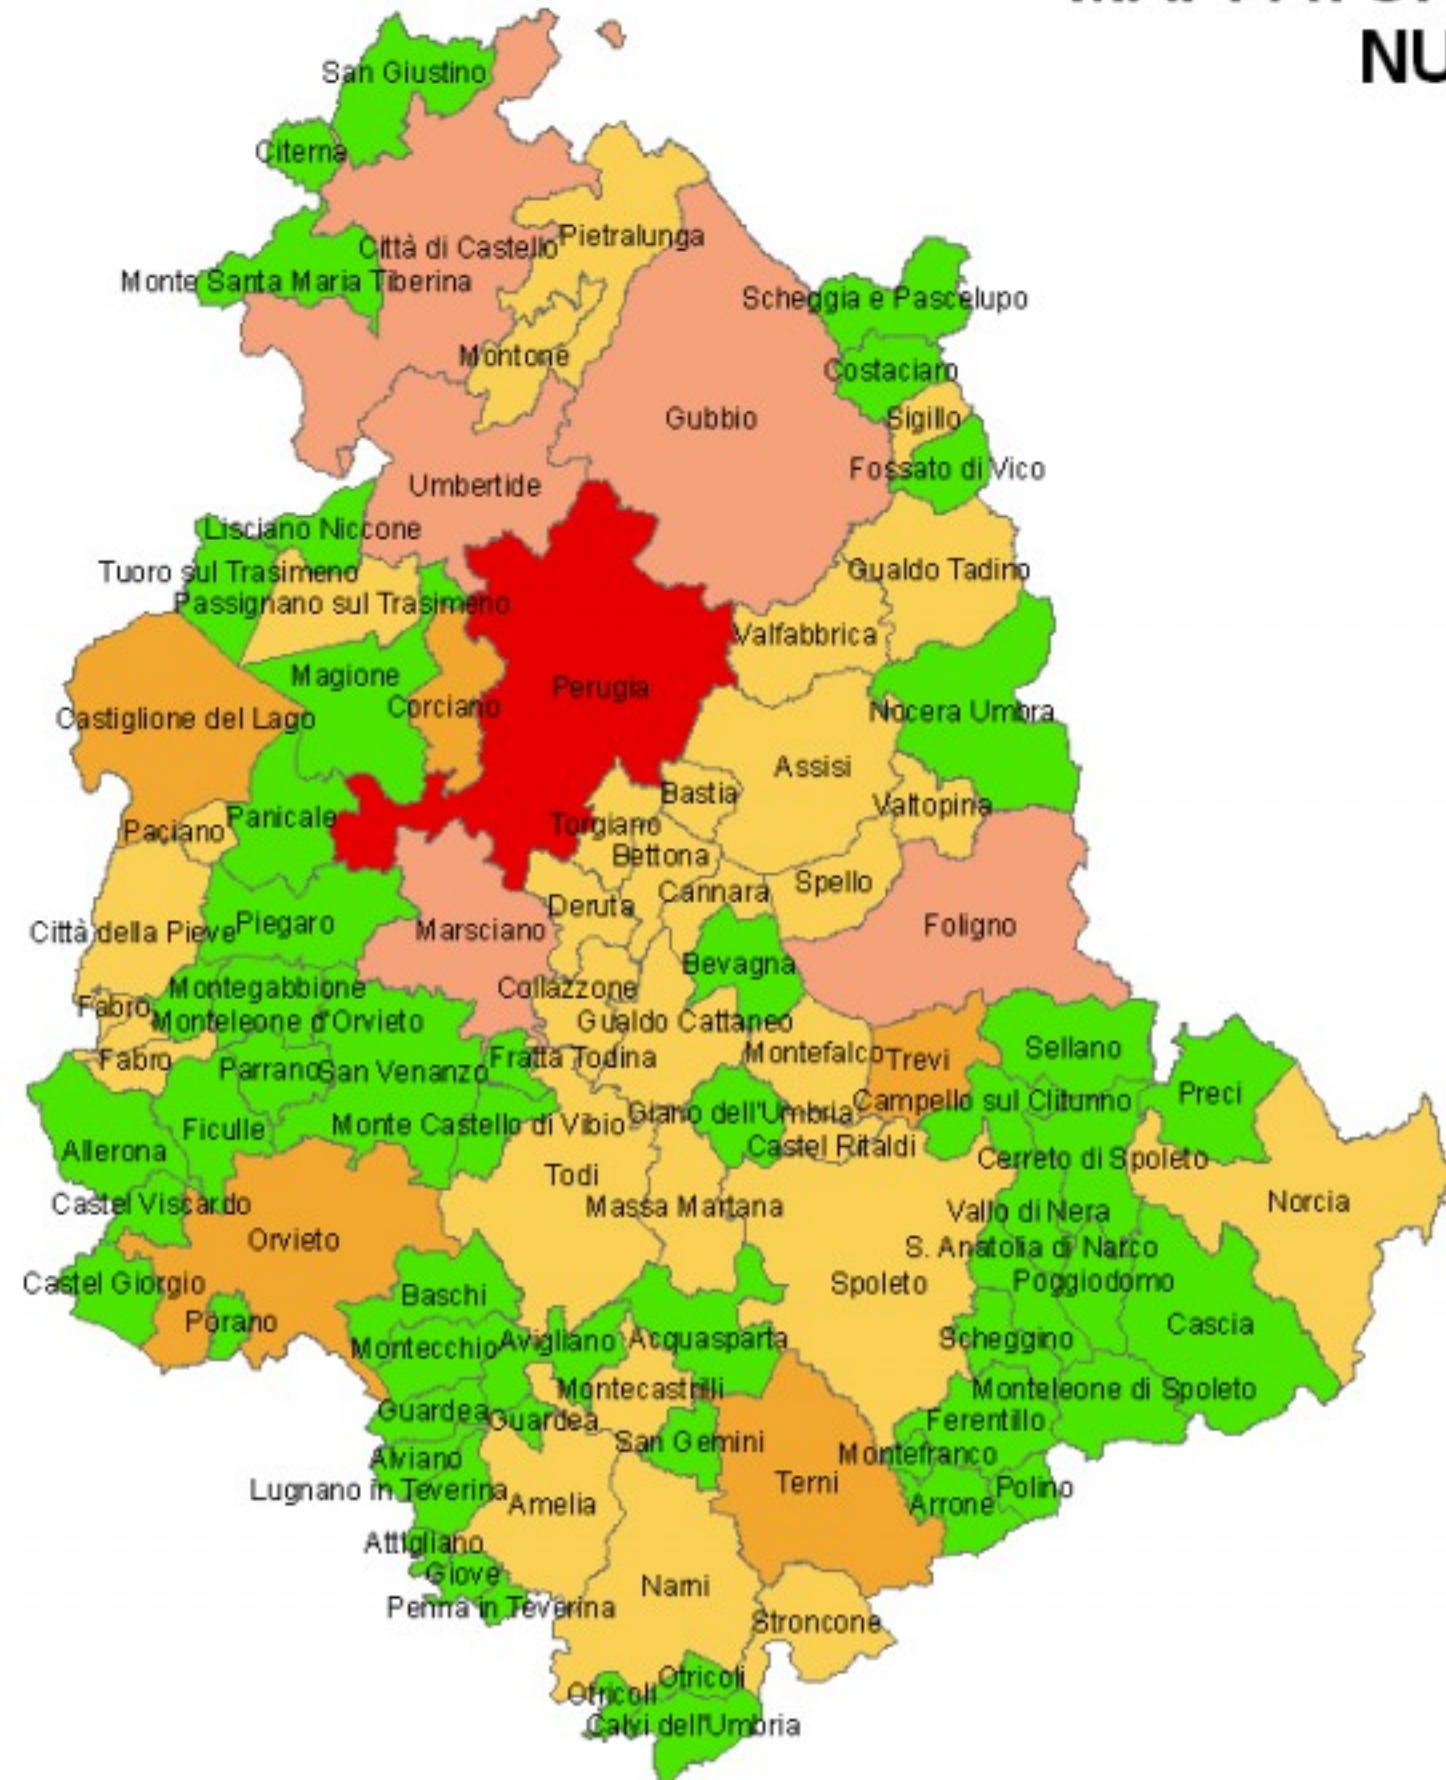 NU
San Giustino
Citerna
Città di Castello
Pietralunga
Monte Santa Maria Tiberina
Scheggia e Pascelupo
Montone
Costaciaro
Gubbio
Sigillo
Fossato di Vico
Umbertide
Lisciano Niccone
Tuoro sul Trasimeno
Gualdo Tadino
Passignano sul Trasimeno
Valfabbrica
Magione
Perugia
Corciano
Nocera Umbra
Castiglione del Lago
Assisi
Bastia
Valtopina
Panicale
Paciano
Torgiano
Bettona
Spello
Cannara
Deruta
Piegaro
Città della Pieve
Marsciano
Foligno
Bevagna
Montegabbione
Collazzone
Fabro
Monteleone d'Orvieto
Gualdo Cattaneo
Fabro
Parrano
San Venanzo
Fratta Todina
Montefalco
Trevi
Sellano
Preci
Campello sul Clitunno
Giano dell'Umbria
Monte Castello di Vibio
Ficulle
Allerona
Castel Ritaldi
Cerreto di Spoleto
Todi
Norcia
Castel Viscardo
Massa Martana
Vallo di Nera
Orvieto
S. Anatolia di Narco
Castel Giorgio
Spoleto
Poggiodomo
Baschi
Porano
Cascia
Montecchio
Avigliano
Acquasparta
Scheggino
Montecastrilli
Monteleone di Spoleto
Guardea
Guardea
Ferentillo
San Gemini
Montefranco
Alviano
Terni
Polino
Lugnano in Teverina
Amelia
Arrone
Attigliano
Giove
Narni
Penna in Teverina
Stroncone
Otricoli
Otricoli
Calvi dell'Umbria